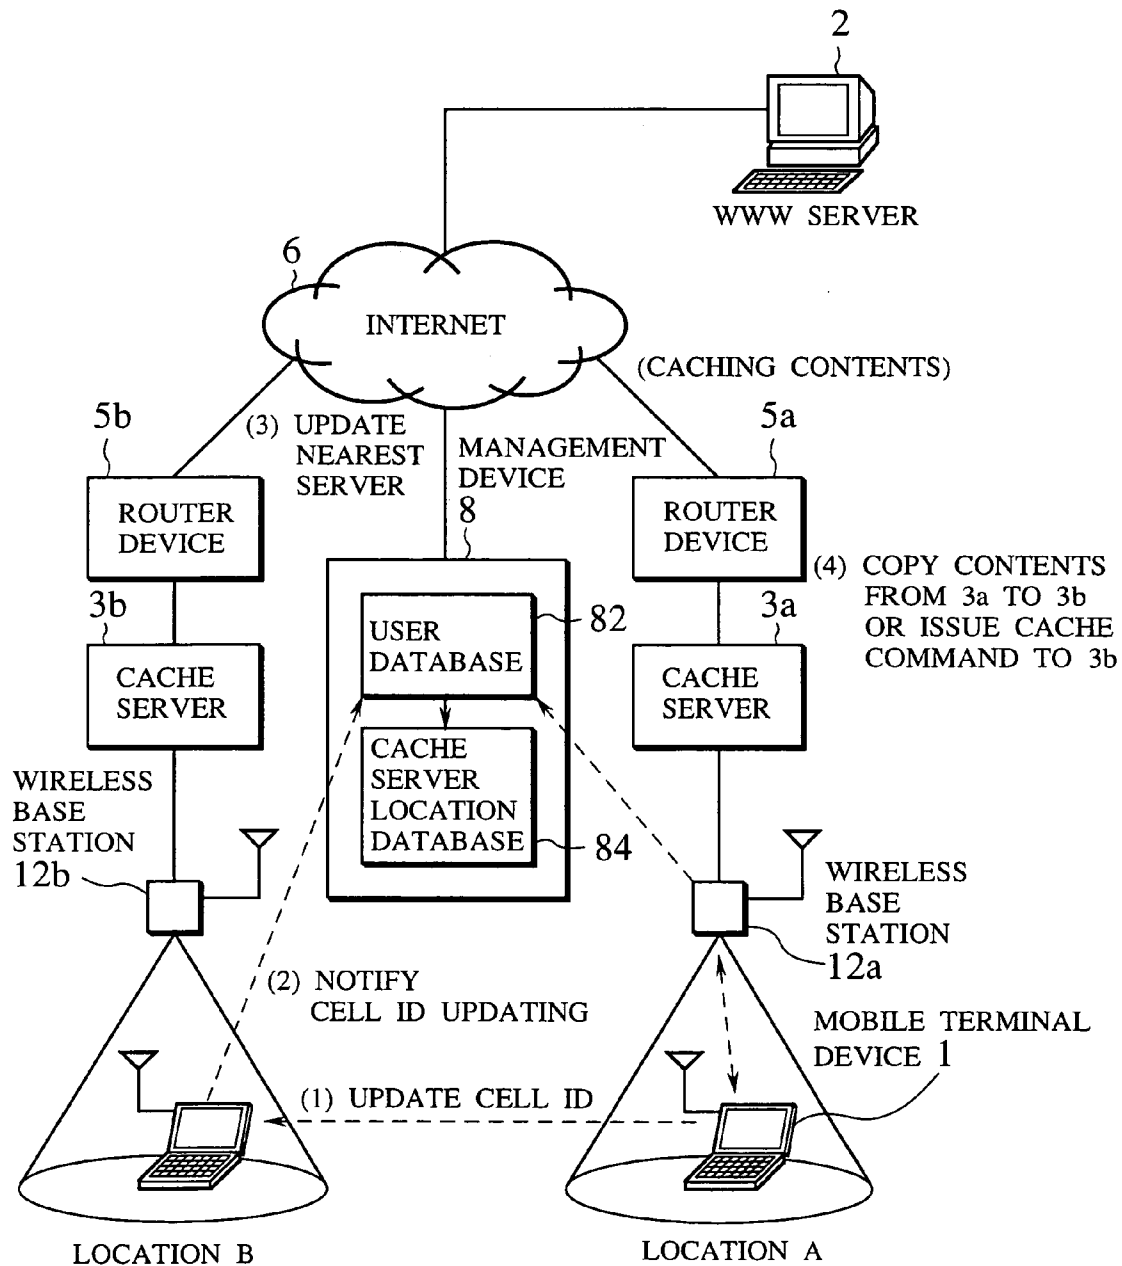 2
WWW SERVER
6
INTERNET
(CACHING CONTENTS)
5b
(3) UPDATE
NEAREST
SERVER
MANAGEMENT
DEVICE
8
5a
ROUTER
DEVICE
ROUTER
DEVICE
(4) COPY CONTENTS
FROM 3a TO 3b
OR ISSUE CACHE
COMMAND TO 3b
3b
CACHE
SERVER
USER
DATABASE
82
3a
CACHE
SERVER
CACHE
SERVER
LOCATION
DATABASE
84
WIRELESS
BASE
STATION
12b
WIRELESS
BASE
STATION
12a
(2) NOTIFY
CELL ID UPDATING
MOBILE TERMINAL
DEVICE 1
(1) UPDATE CELL ID
LOCATION B
LOCATION A